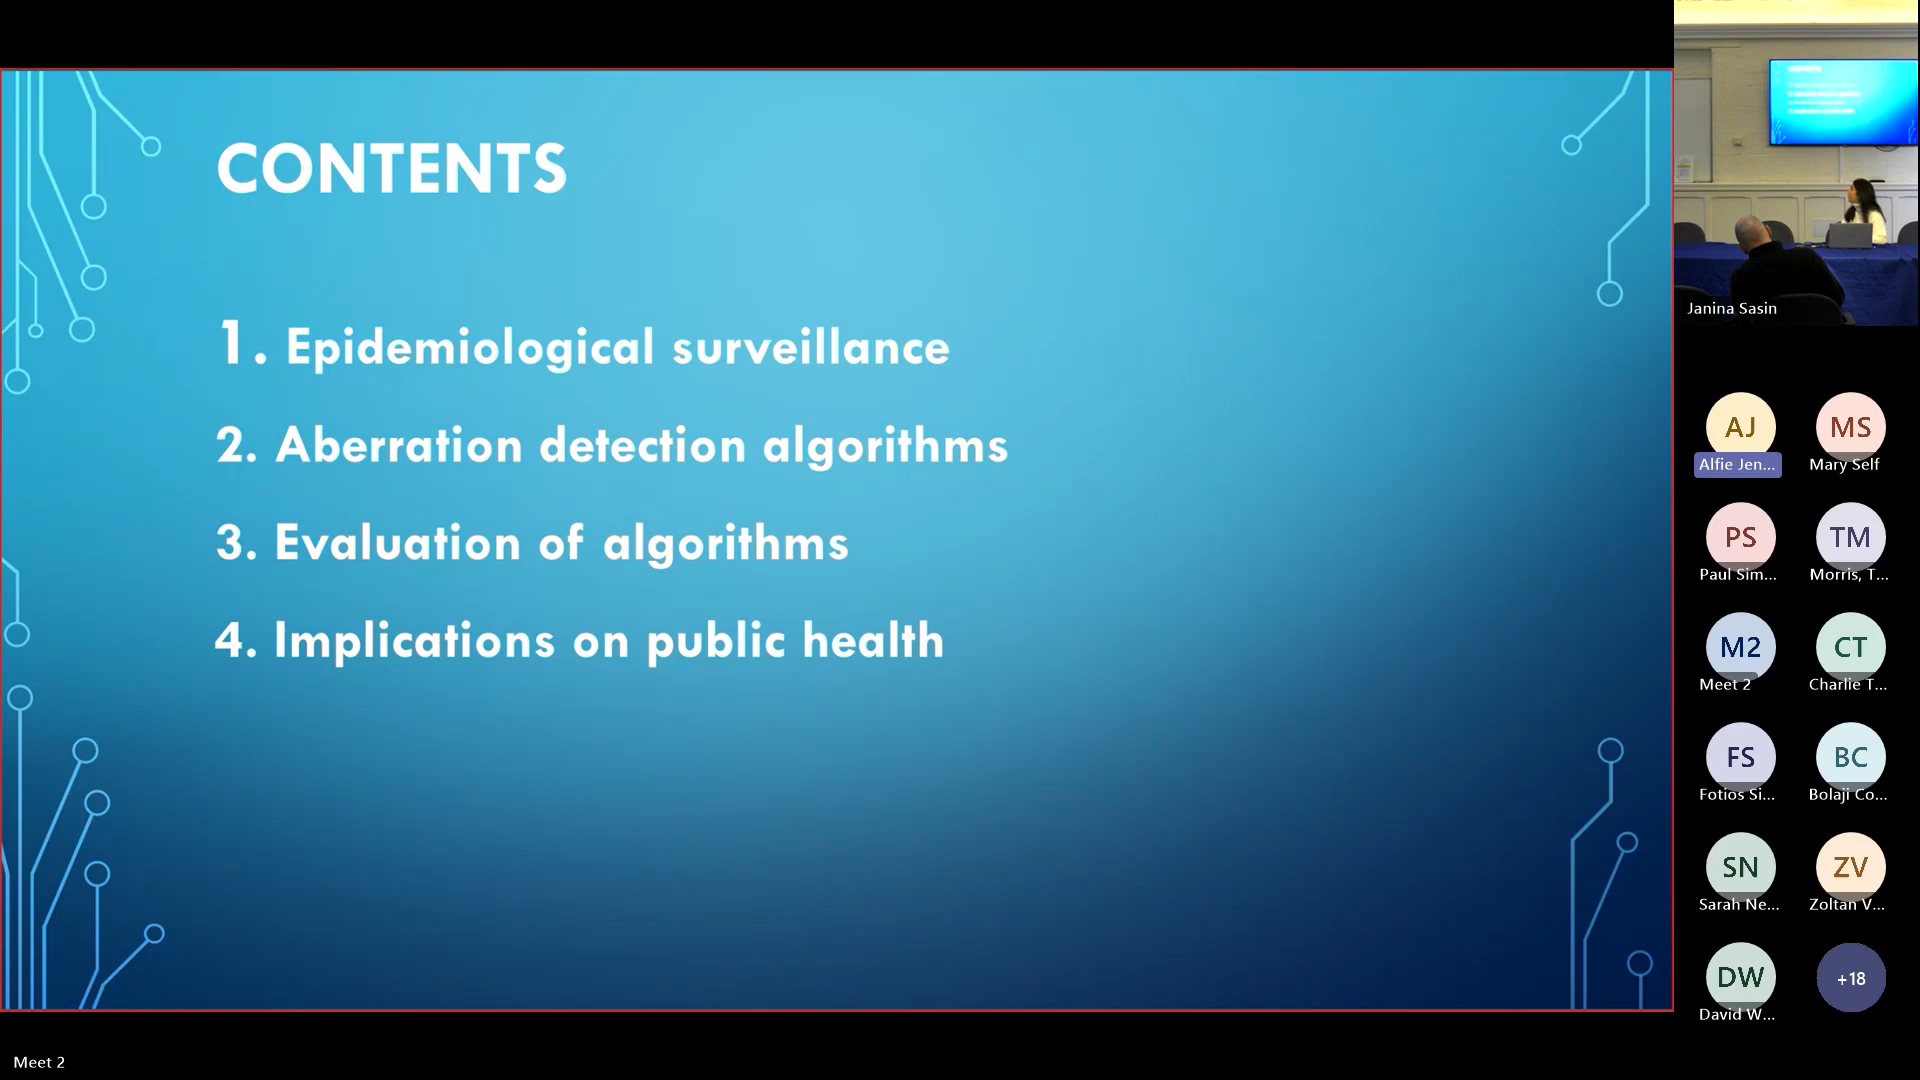 CONTENTS
1. Epidemiological surveillance
2. Aberration detection algorithms
3. Evaluation of algorithms
4. Implications on public health
Janina Sasin
AJ
Alfie Jen...
MS
Mary Self
PS
Paul Sim...
TM
Morris, T...
M2
Meet 2
CT
Charlie T...
FS
Fotios Si...
BC
Bolaji Co...
SN
Sarah Ne...
ZV
Zoltan V...
DW
David W...
+18
Meet 2